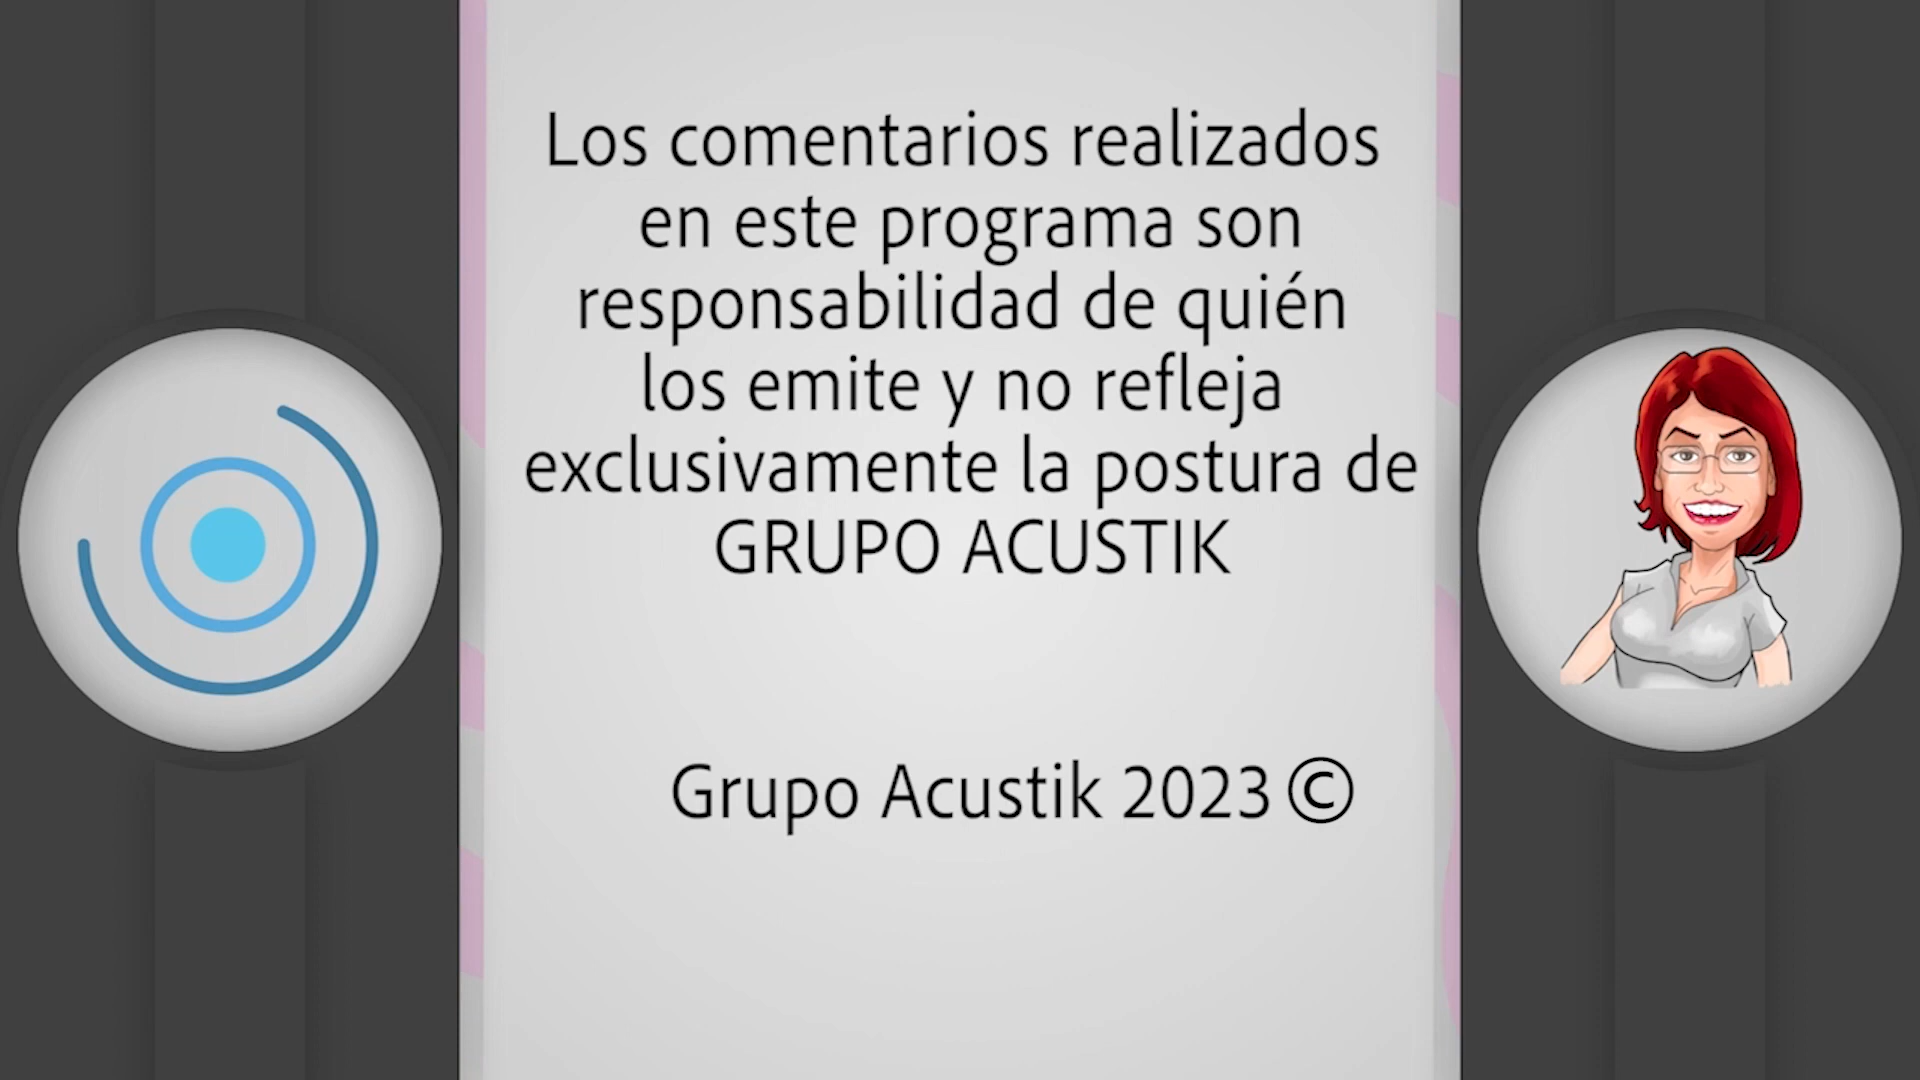 Los comentarios realizados
en este programa son
responsabilidad de quién
los emite y no refleja
exclusivamente la postura de
GRUPO ACUSTIK
Grupo Acustik 2023 ©